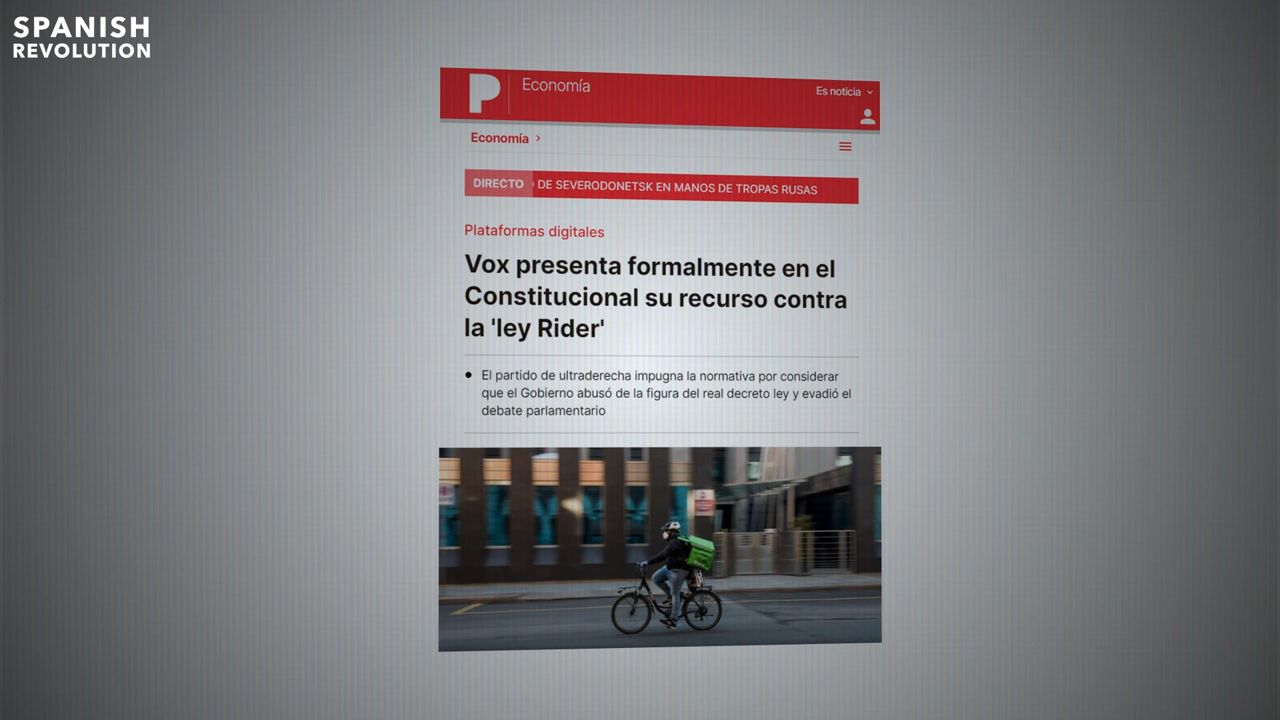 SPANISH
REVOLUTION
P
Economía
Es noticia
Economía
DIRECTO
DE SEVERODONETSK EN MANOS DE TROPAS RUSAS
Plataformas digitales
Vox presenta formalmente en el
Constitucional su recurso contra
la 'ley Rider'
El partido de ultraderecha impugna la normativa por considerar
que el Gobierno abusó de la figura del real decreto ley y evadió el
debate parlamentario